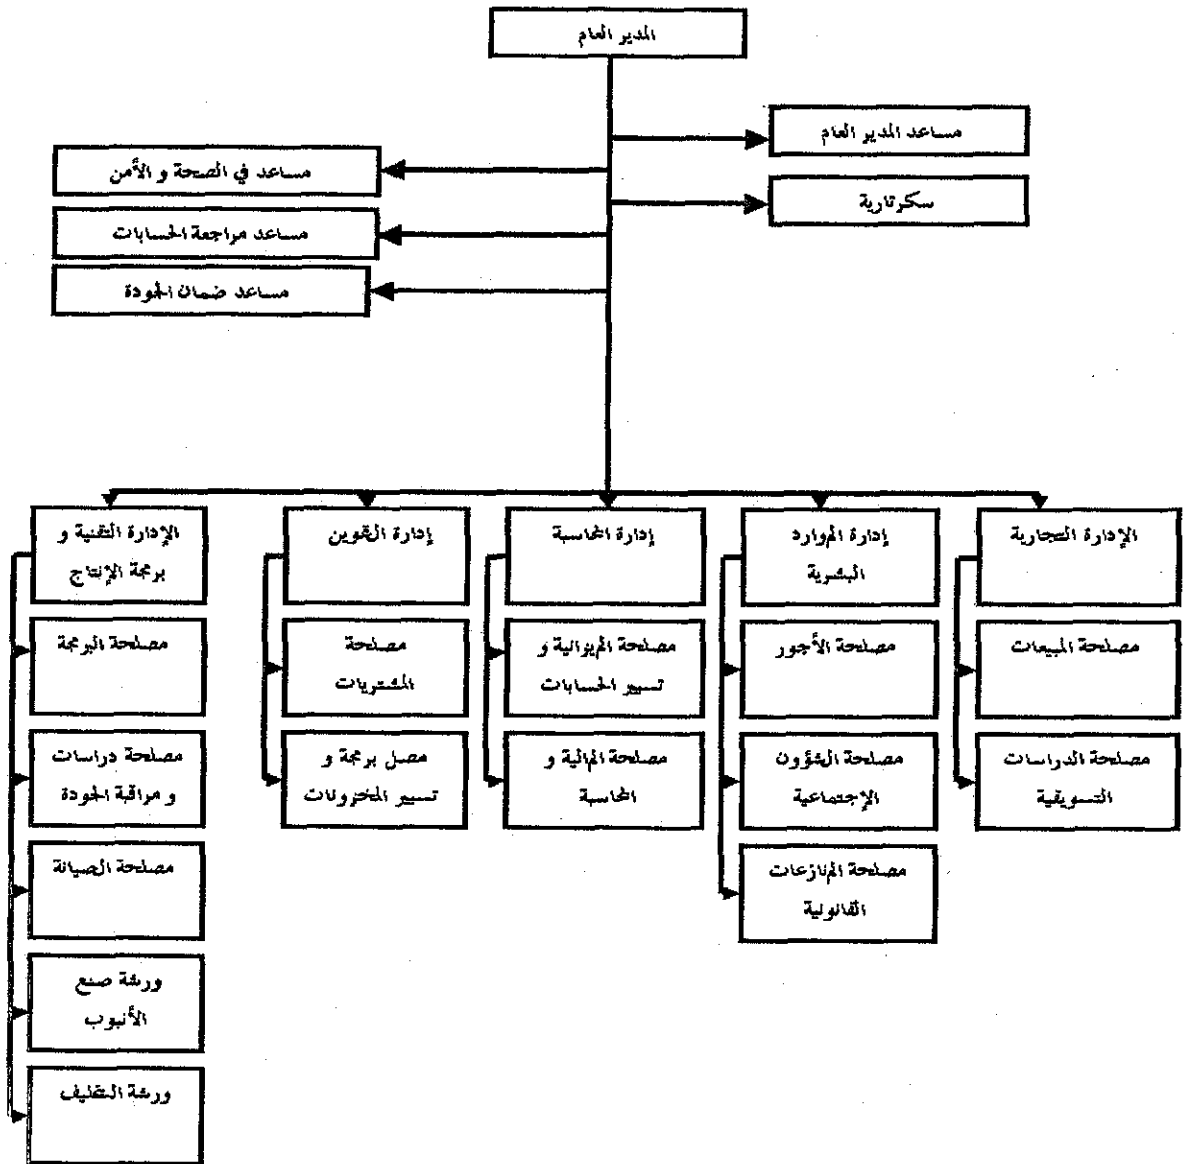 المدير العام
مساعد المدير العام
مساعد في الصحة و الأمن
سكرتارية
مساعد مراجعة الحسابات
مساعد ضمان الجودة
الإدارة التجارية
إدارة الموارد
البشرية
إدارة المحاسبة
إدارة التموين
الإدارة التقنية و
برمجة الإنتاج
مصلحة المبيعات
مصلحة الأجور
مصلحة الميزانية و
تسيير الحسابات
مصلحة
المشتريات
مصلحة البرمجة
مصلحة الدراسات
التسويقية
مصلحة الشؤون
الإجتماعية
مصلحة المالية و
المحاسبة
مصل برمجة و
تسيير المخزونات
مصلحة دراسات
و مراقبة الجودة
مصلحة المنازعات
القانونية
مصلحة الصيانة
ورشة صنع
الأنبوب
ورشة التغليف